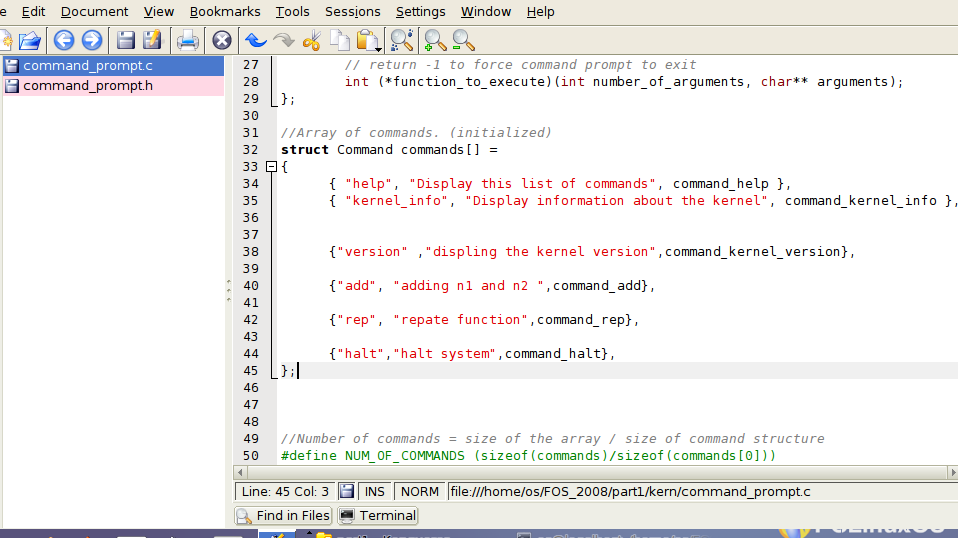 e Edit Document View Bookmarks Tools Sessions Settings Window Help
command_prompt.c
command_prompt.h
27 // return -1 to force command prompt to exit
28 int (*function_to_execute)(int number_of_arguments, char** arguments);
29 };
30
31 //Array of commands. (initialized)
32 struct Command commands[] =
33 {
34 { "help", "Display this list of commands", command_help },
35 { "kernel_info", "Display information about the kernel", command_kernel_info },
36
37
38 {"version" ,"displing the kernel version",command_kernel_version},
39
40 {"add", "adding n1 and n2 ",command_add},
41
42 {"rep", "repate function",command_rep},
43
44 {"halt","halt system",command_halt},
45 };
46
47
48
49 //Number of commands = size of the array / size of command structure
50 #define NUM_OF_COMMANDS (sizeof(commands)/sizeof(commands[0]))
Line: 45 Col: 3 INS NORM file:///home/os/FOS_2008/part1/kern/command_prompt.c
Find in Files Terminal